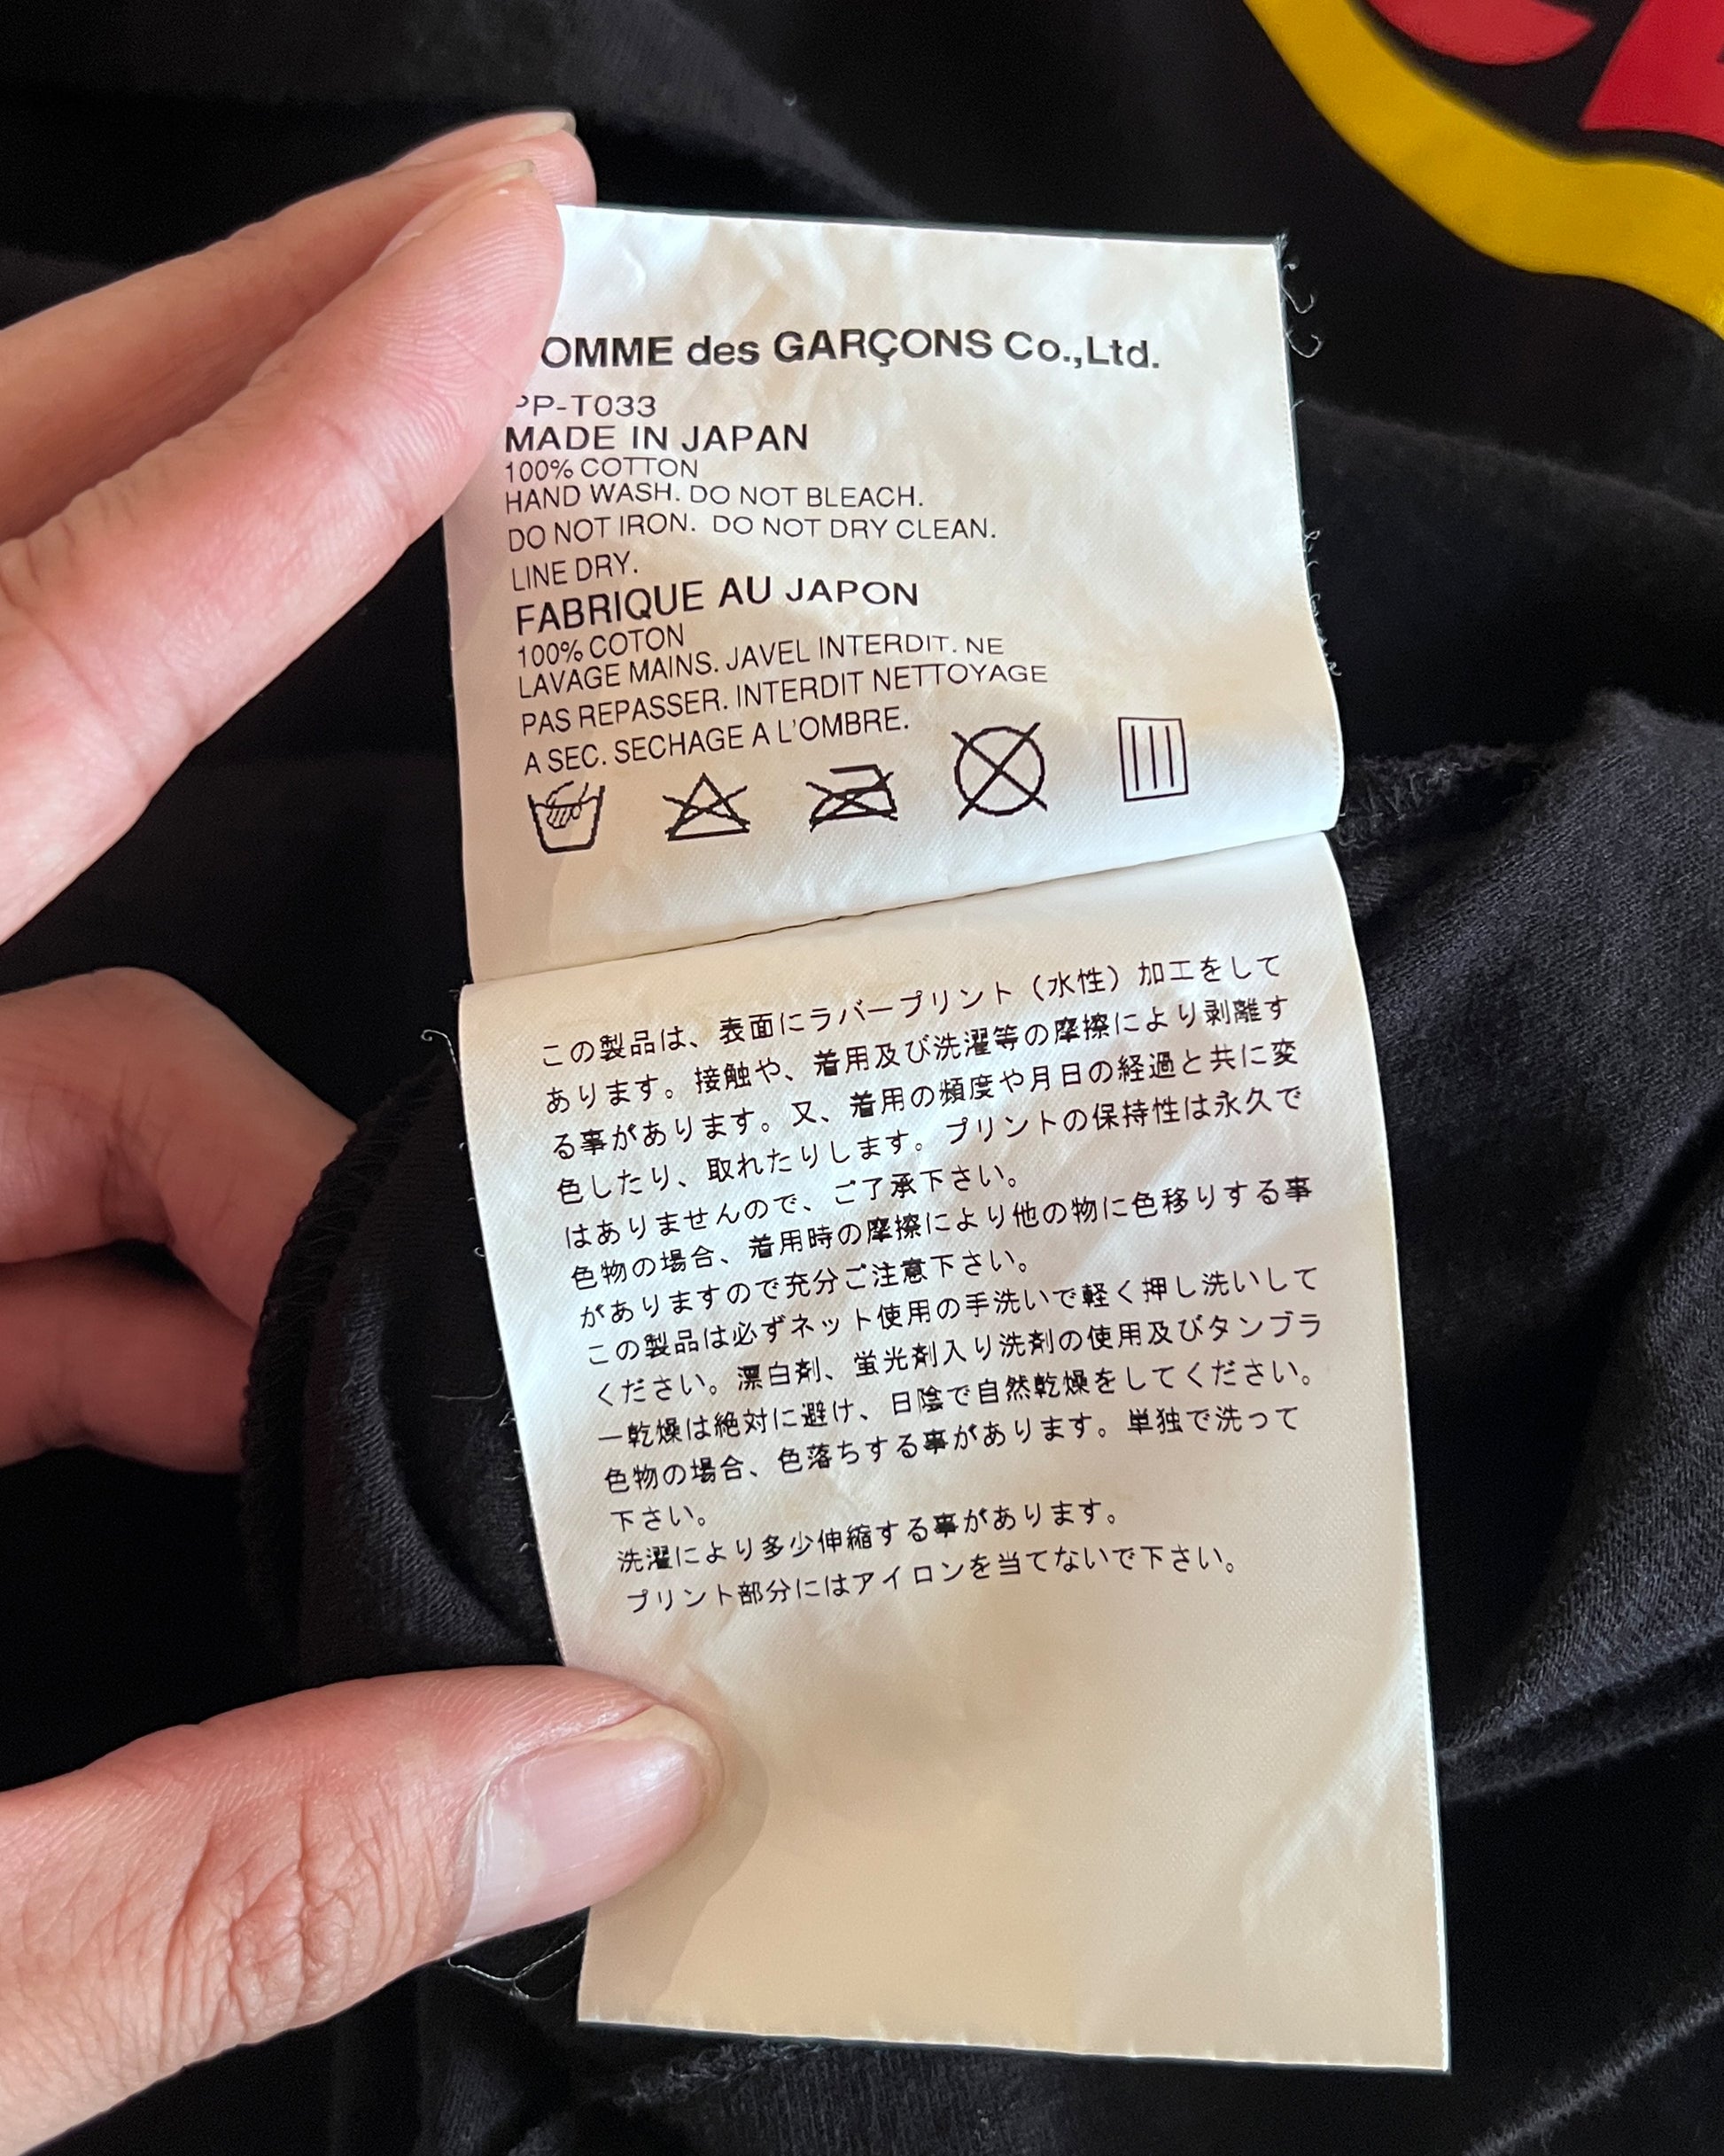 OMME des GARÇONS Co.,Ltd.
PP-T033
MADE IN JAPAN
100% COTTON
HAND WASH. DO NOT BLEACH.
DO NOT IRON. DO NOT DRY CLEAN.
LINE DRY.
FABRIQUE AU JAPON
100% COTON
LAVAGE MAINS. JAVEL INTERDIT. NE
PAS REPASSER. INTERDIT NETTOYAGE
A SEC. SECHAGE A L'OMBRE.
この製品は、表面にラバープリント（水性）加工をして
あります。接触や、着用及び洗濯等の摩擦により剥離す
る事があります。又、着用の頻度や月日の経過と共に変
色したり、取れたりします。プリントの保持性は永久で
はありませんので、ご了承下さい。
色物の場合、着用時の摩擦により他の物に色移りする事
がありますので充分ご注意下さい。
この製品は必ずネット使用の手洗いで軽く押し洗いして
ください。漂白剤、蛍光剤入り洗剤の使用及びタンブラ
ー乾燥は絶対に避け、日陰で自然乾燥をしてください。
色物の場合、色落ちする事があります。単独で洗って
下さい。
洗濯により多少伸縮する事があります。
プリント部分にはアイロンを当てないで下さい。